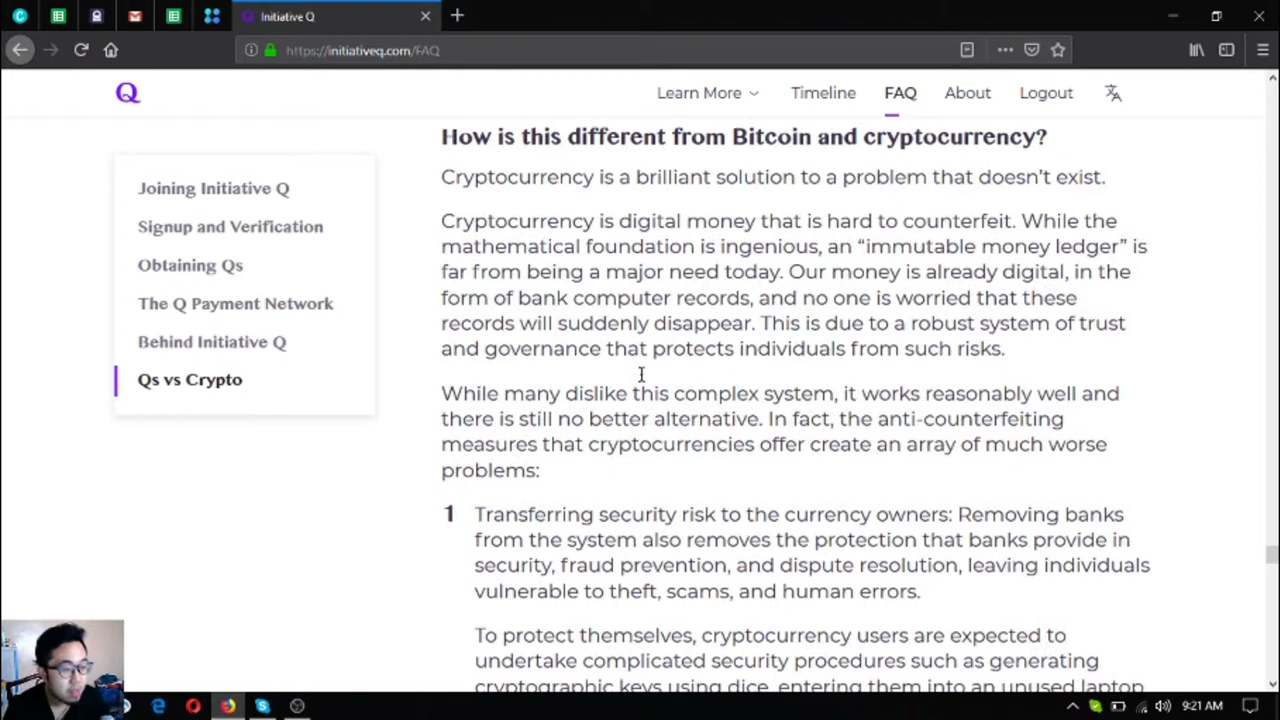 Initiative Q
https://initiativeq.com/FAQ
Q
Learn More
Timeline
FAQ
About
Logout
Joining Initiative Q
Signup and Verification
Obtaining Qs
The Q Payment Network
Behind Initiative Q
Qs vs Crypto
How is this different from Bitcoin and cryptocurrency?
Cryptocurrency is a brilliant solution to a problem that doesn’t exist.
Cryptocurrency is digital money that is hard to counterfeit. While the
mathematical foundation is ingenious, an “immutable money ledger” is
far from being a major need today. Our money is already digital, in the
form of bank computer records, and no one is worried that these
records will suddenly disappear. This is due to a robust system of trust
and governance that protects individuals from such risks.
While many dislike this complex system, it works reasonably well and
there is still no better alternative. In fact, the anti-counterfeiting
measures that cryptocurrencies offer create an array of much worse
problems:
1 Transferring security risk to the currency owners: Removing banks
from the system also removes the protection that banks provide in
security, fraud prevention, and dispute resolution, leaving individuals
vulnerable to theft, scams, and human errors.
To protect themselves, cryptocurrency users are expected to
undertake complicated security procedures such as generating
cryptographic keys using dice, entering them into an unused laptop
9:21 AM